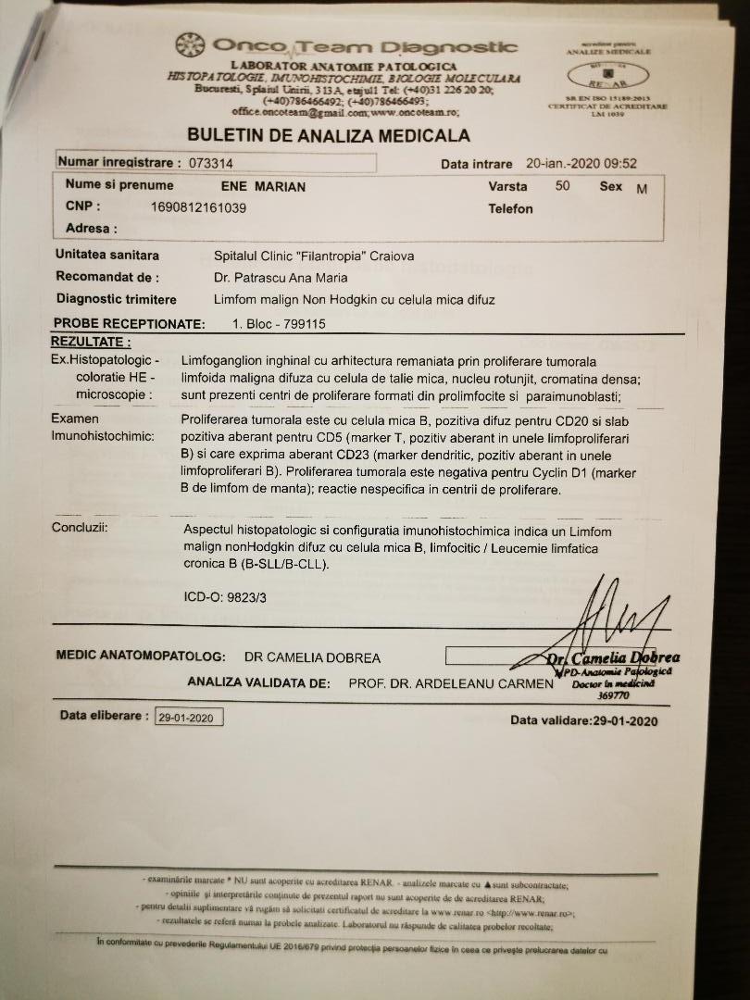 Onco Team Diagnostic
LABORATOR ANATOMIE PATOLOGICA
HISTOPATOLOGIE, IMUNOHISTOCHIMIE, BIOLOGIE MOLECULARA
Bucuresti, Splaiul Unirii, 313A, etajul1 Tel: (+40)31 226 20 20;
(+40)786466492; (+40)786466493;
office.oncoteam@gmail.com; www.oncoteam.ro;
acreditat pentru
ANALIZE MEDICALE
RENAR
SR EN ISO 15189:2013
CERTIFICAT DE ACREDITARE
LM 1039
BULETIN DE ANALIZA MEDICALA
Numar inregistrare : 073314 Data intrare 20-ian.-2020 09:52
Nume si prenume ENE MARIAN Varsta 50 Sex M
CNP : 1690812161039 Telefon
Adresa :
Unitatea sanitara Spitalul Clinic "Filantropia" Craiova
Recomandat de : Dr. Patrascu Ana Maria
Diagnostic trimitere Limfom malign Non Hodgkin cu celula mica difuz
PROBE RECEPTIONATE: 1. Bloc - 799115
REZULTATE :
Ex.Histopatologic - Limfoganglion inghinal cu arhitectura remaniata prin proliferare tumorala
coloratie HE - limfoida maligna difuza cu celula de talie mica, nucleu rotunjit, cromatina densa;
microscopie : sunt prezenti centri de proliferare formati din prolimfocite si paraimunoblasti;
Examen Proliferarea tumorala este cu celula mica B, pozitiva difuz pentru CD20 si slab
Imunohistochimic: pozitiva aberant pentru CD5 (marker T, pozitiv aberant in unele limfoproliferari
B) si care exprima aberant CD23 (marker dendritic, pozitiv aberant in unele
limfoproliferari B). Proliferarea tumorala este negativa pentru Cyclin D1 (marker
B de limfom de manta); reactie nespecifica in centrii de proliferare.
Concluzii: Aspectul histopatologic si configuratia imunohistochimica indica un Limfom
malign nonHodgkin difuz cu celula mica B, limfocitic / Leucemie limfatica
cronica B (B-SLL/B-CLL).
ICD-O: 9823/3
MEDIC ANATOMOPATOLOG: DR CAMELIA DOBREA
Dr. Camelia Dobrea
MPD-Anatomie Patologică
Doctor în medicină
369770
ANALIZA VALIDATA DE: PROF. DR. ARDELEANU CARMEN
Data eliberare : 29-01-2020 Data validare:29-01-2020
- examinările marcate * NU sunt acoperite cu acreditarea RENAR. - analizele marcate cu ▲sunt subcontractate;
- opiniile și interpretările conținute de prezentul raport nu sunt acoperite de de acreditarea RENAR;
- pentru detalii suplimentare vă rugăm să solicitați certificatul de acreditare la www.renar.ro <http://www.renar.ro>;
- rezultatele se referă numai la probele analizate. Laboratorul nu răspunde de calitatea probelor recoltate;
În conformitate cu prevederile Regulamentului UE 2016/679 privind protecția persoanelor fizice în ceea ce privește prelucrarea datelor cu